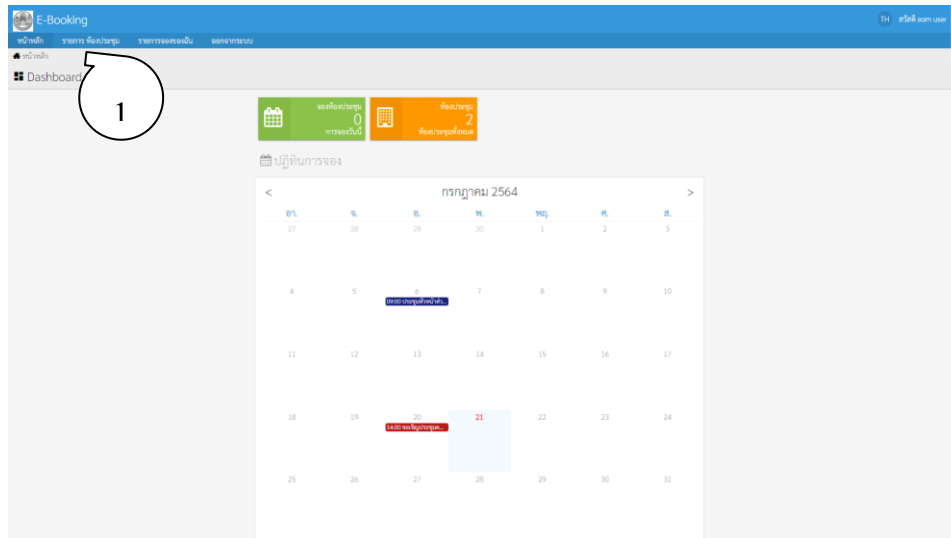 E-Booking
TH สวัสดี aom user
หน้าหลัก รายการ ห้องประชุม รายการจองของฉัน ออกจากระบบ
หน้าหลัก
Dashboard
1
จองห้องประชุม
0
การจองวันนี้
ห้องประชุม
2
ห้องประชุมทั้งหมด
ปฏิทินการจอง
< กรกฎาคม 2564 >
อา. จ. อ. พ. พฤ. ศ. ส.
27 28 29 30 1 2 3
4 5 6 7 8 9 10
09:00 ประชุมหัวหน้าส่ว...
11 12 13 14 15 16 17
18 19 20 21 22 23 24
14:00 ขอเชิญประชุมค...
25 26 27 28 29 30 31